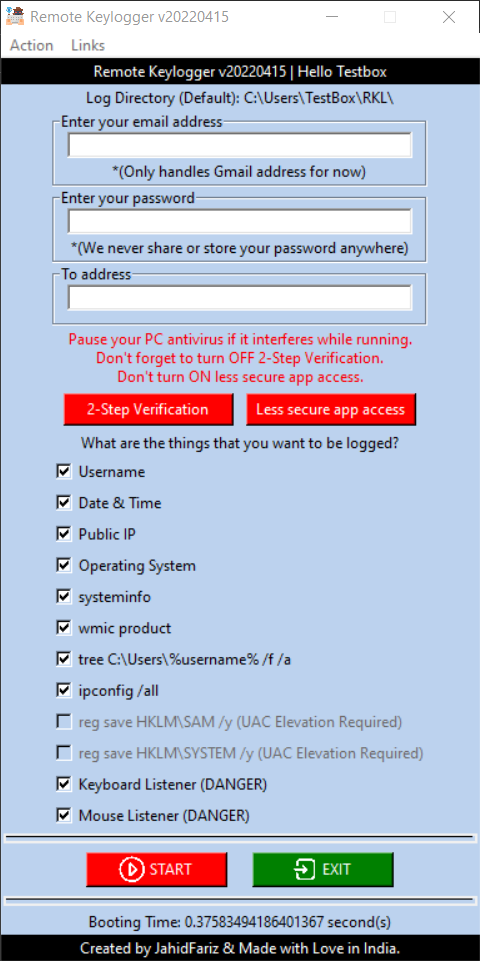 Remote Keylogger v20220415
Action Links
Remote Keylogger v20220415 | Hello Testbox
Log Directory (Default): C:\Users\TestBox\RKL\
Enter your email address
*(Only handles Gmail address for now)
Enter your password
*(We never share or store your password anywhere)
To address
Pause your PC antivirus if it interferes while running.
Don't forget to turn OFF 2-Step Verification.
Don't turn ON less secure app access.
2-Step Verification Less secure app access
What are the things that you want to be logged?
Username
Date & Time
Public IP
Operating System
systeminfo
wmic product
tree C:\Users\%username% /f /a
ipconfig /all
reg save HKLM\SAM /y (UAC Elevation Required)
reg save HKLM\SYSTEM /y (UAC Elevation Required)
Keyboard Listener (DANGER)
Mouse Listener (DANGER)
START EXIT
Booting Time: 0.37583494186401367 second(s)
Created by JahidFariz & Made with Love in India.